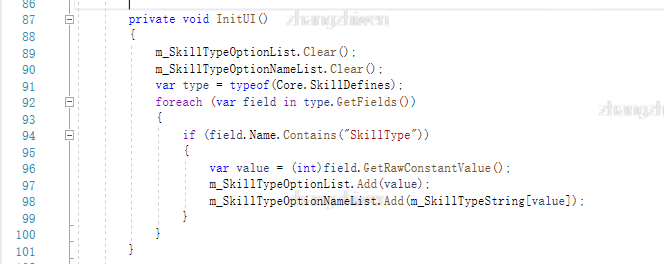 86
87 private void InitUI() zhangzhiwen
88 {
89 m_SkillTypeOptionList.Clear();
90 m_SkillTypeOptionNameList.Clear();
91 var type = typeof(Core.SkillDefines);
92 foreach (var field in type.GetFields())
93 {
94 if (field.Name.Contains("SkillType"))
95 {
96 var value = (int)field.GetRawConstantValue();
97 m_SkillTypeOptionList.Add(value);
98 m_SkillTypeOptionNameList.Add(m_SkillTypeString[value]);
99 }
100 }
101 }